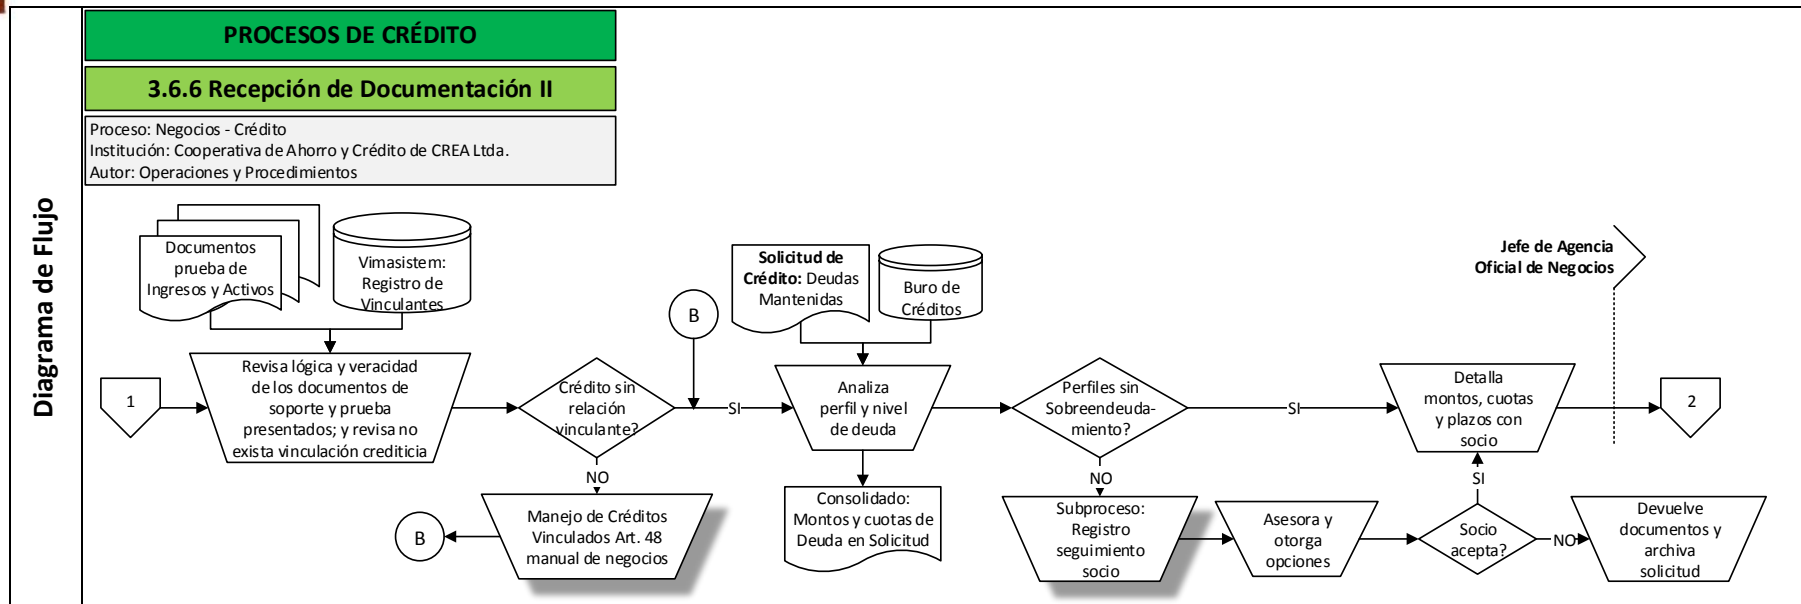 PROCESOS DE CRÉDITO
3.6.6 Recepción de Documentación II
Proceso: Negocios - Crédito
Institución: Cooperativa de Ahorro y Crédito de CREA Ltda.
Autor: Operaciones y Procedimientos
Diagrama de Flujo
Documentos
prueba de
Ingresos y Activos
Vimasistem:
Registro de
Vinculantes
B
Solicitud de
Crédito: Deudas
Mantenidas
Buro de
Créditos
Jefe de Agencia
Oficial de Negocios
1
Revisa lógica y veracidad
de los documentos de
soporte y prueba
presentados; y revisa no
exista vinculación crediticia
Crédito sin
relación
vinculante?
SI
Analiza
perfil y nivel
de deuda
Perfiles sin
Sobreendeuda-
miento?
SI
Detalla
montos, cuotas
y plazos con
socio
2
NO
NO
SI
B
Manejo de Créditos
Vinculados Art. 48
manual de negocios
Consolidado:
Montos y cuotas de
Deuda en Solicitud
Subproceso:
Registro
seguimiento
socio
Asesora y
otorga
opciones
Socio
acepta?
NO
Devuelve
documentos y
archiva
solicitud